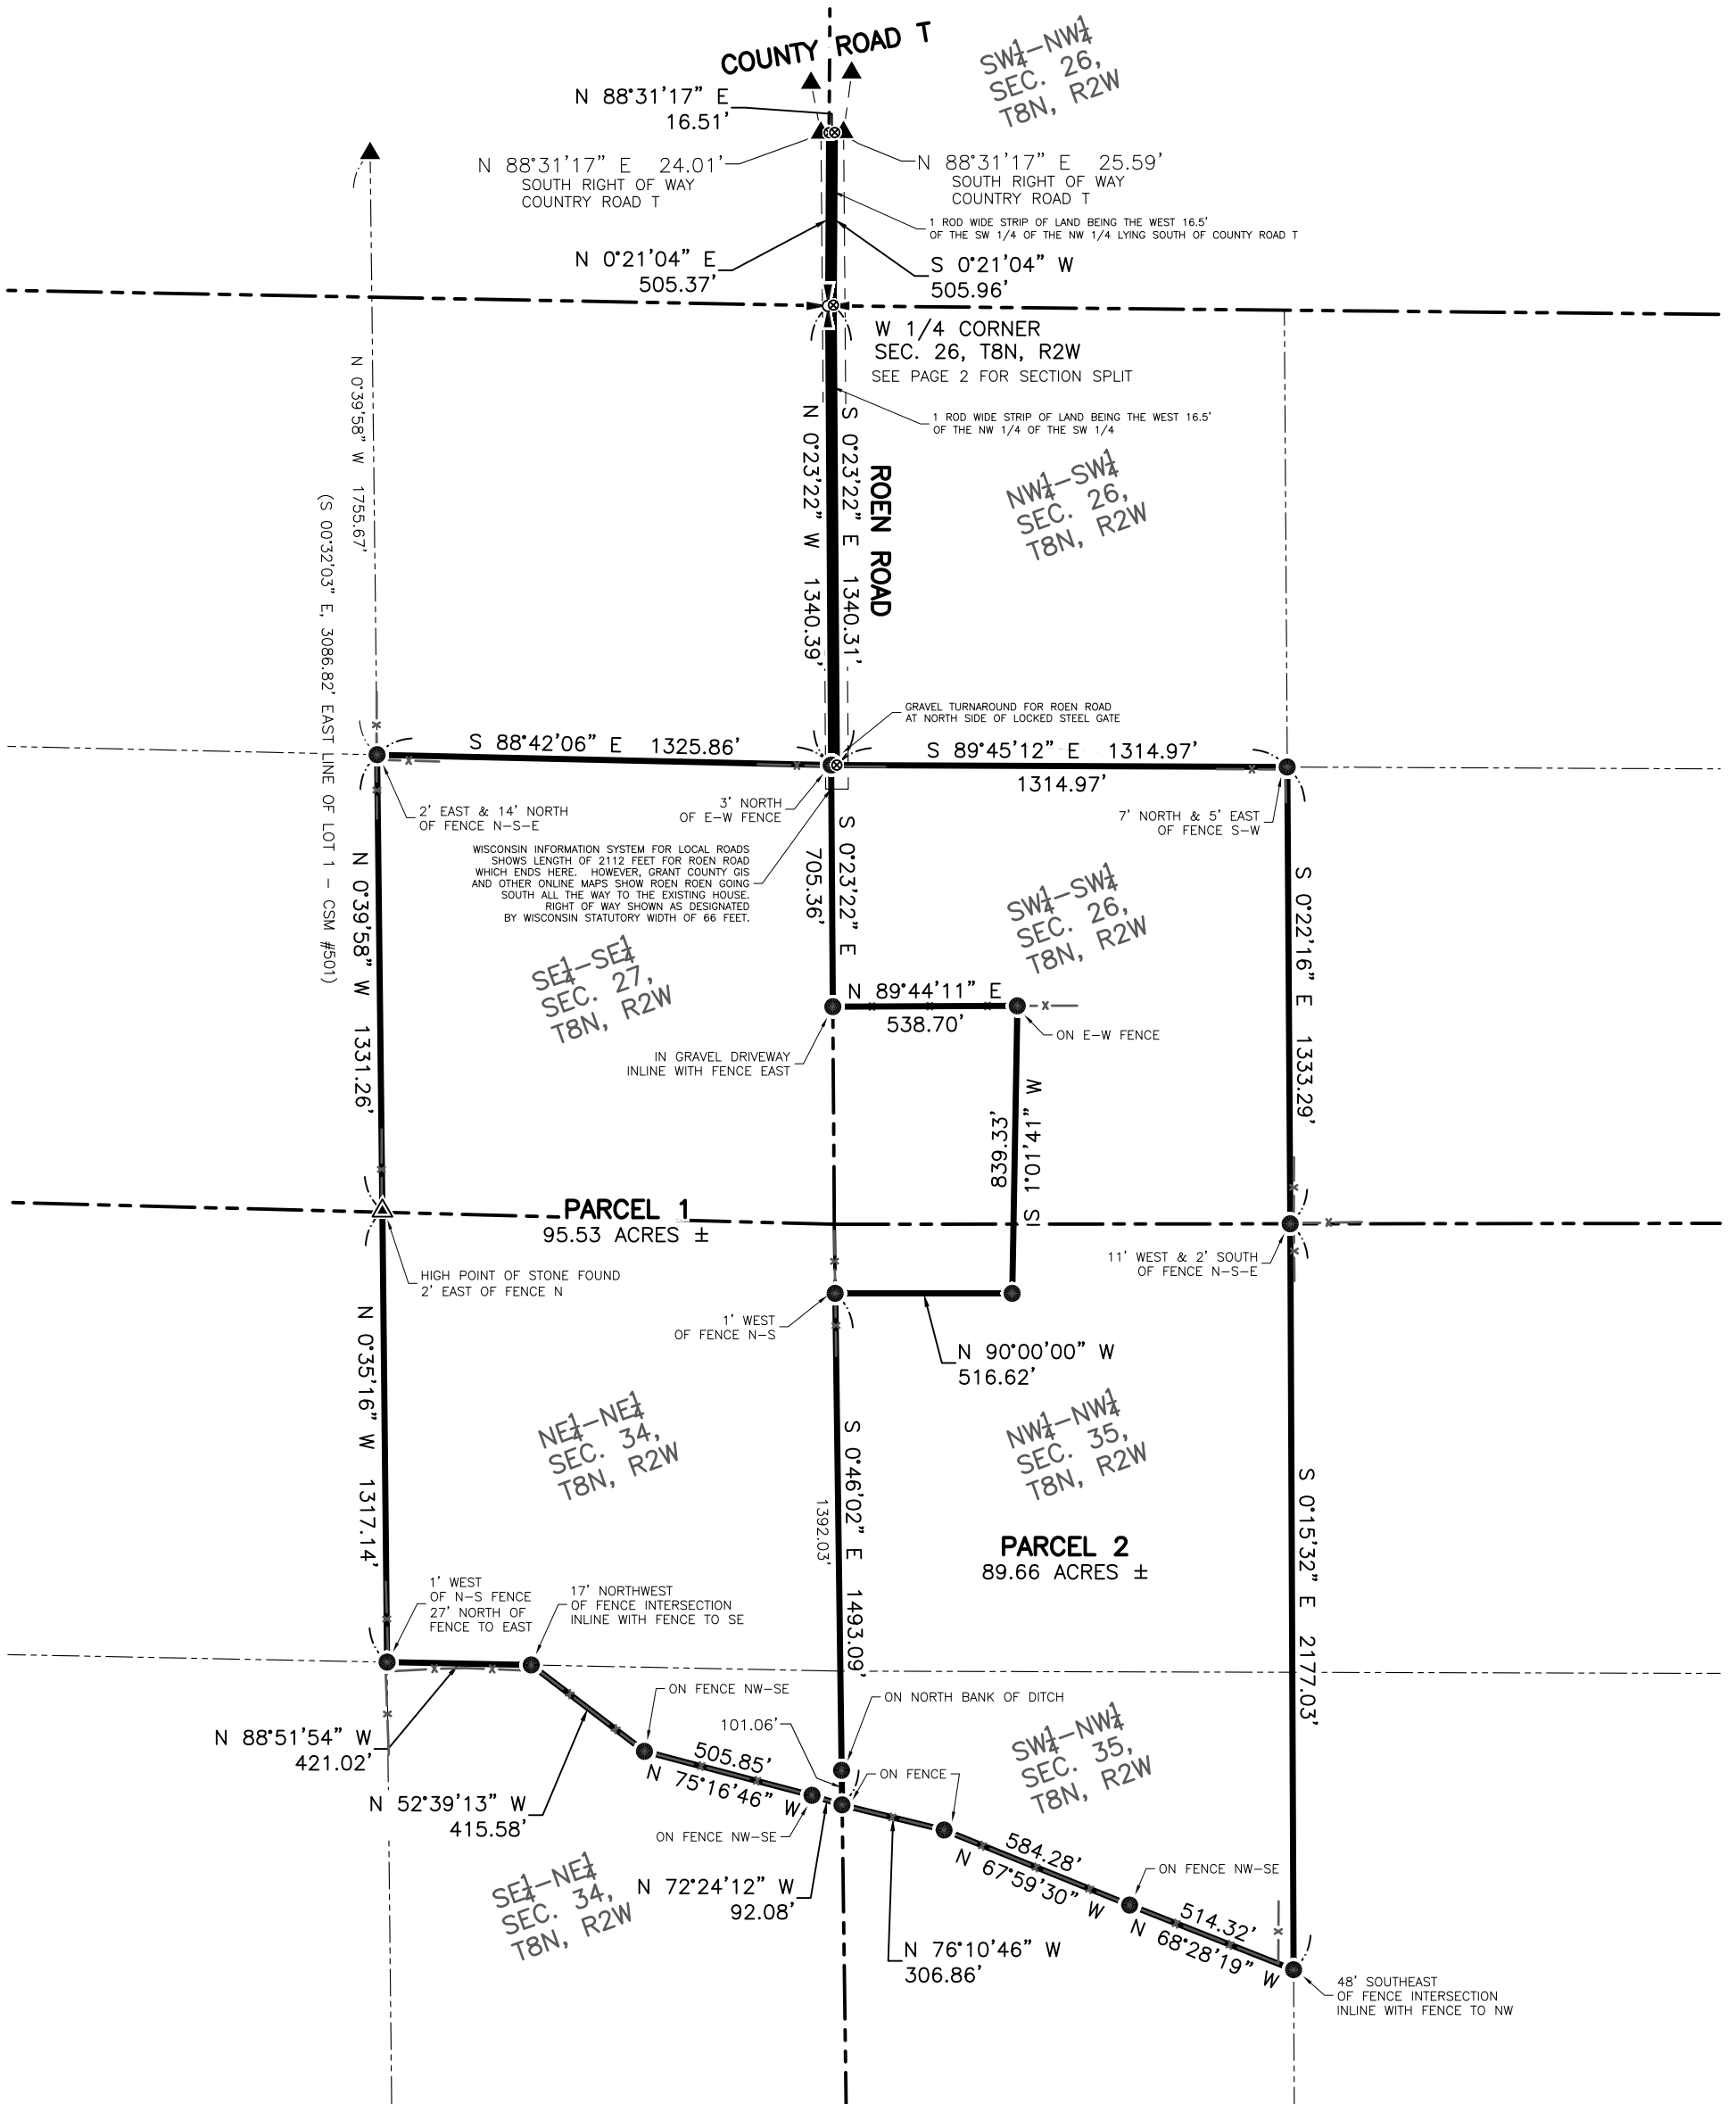 COUNTY ROAD T
SW¼-NW¼
SEC. 26,
T8N, R2W
N 88°31'17" E
16.51'
N 88°31'17" E 24.01'
SOUTH RIGHT OF WAY
COUNTRY ROAD T
N 88°31'17" E 25.59'
SOUTH RIGHT OF WAY
COUNTRY ROAD T
1 ROD WIDE STRIP OF LAND BEING THE WEST 16.5'
OF THE SW 1/4 OF THE NW 1/4 LYING SOUTH OF COUNTY ROAD T
N 0°21'04" E
505.37'
S 0°21'04" W
505.96'
W 1/4 CORNER
SEC. 26, T8N, R2W
SEE PAGE 2 FOR SECTION SPLIT
1 ROD WIDE STRIP OF LAND BEING THE WEST 16.5'
OF THE NW 1/4 OF THE SW 1/4
N 0°39'58" W 1755.67'
(S 00°32'03" E, 3086.82' EAST LINE OF LOT 1 - CSM #501)
N 0°23'22" W 1340.39'
S 0°23'22" E 1340.31'
ROEN ROAD
NW¼-SW¼
SEC. 26,
T8N, R2W
GRAVEL TURNAROUND FOR ROEN ROAD
AT NORTH SIDE OF LOCKED STEEL GATE
S 88°42'06" E 1325.86'
S 89°45'12" E 1314.97'
1314.97'
2' EAST & 14' NORTH
OF FENCE N-S-E
3' NORTH
OF E-W FENCE
7' NORTH & 5' EAST
OF FENCE S-W
WISCONSIN INFORMATION SYSTEM FOR LOCAL ROADS
SHOWS LENGTH OF 2112 FEET FOR ROEN ROAD
WHICH ENDS HERE. HOWEVER, GRANT COUNTY GIS
AND OTHER ONLINE MAPS SHOW ROEN ROEN GOING
SOUTH ALL THE WAY TO THE EXISTING HOUSE.
RIGHT OF WAY SHOWN AS DESIGNATED
BY WISCONSIN STATUTORY WIDTH OF 66 FEET.
S 0°23'22" E
705.36'
N 0°39'58" W 1331.26'
SE¼-SE¼
SEC. 27,
T8N, R2W
SW¼-SW¼
SEC. 26,
T8N, R2W
S 0°22'16" E 1333.29'
N 89°44'11" E
538.70'
IN GRAVEL DRIVEWAY
INLINE WITH FENCE EAST
ON E-W FENCE
S 1°01'41" W
839.33'
PARCEL 1
95.53 ACRES ±
HIGH POINT OF STONE FOUND
2' EAST OF FENCE N
11' WEST & 2' SOUTH
OF FENCE N-S-E
1' WEST
OF FENCE N-S
N 90°00'00" W
516.62'
N 0°35'16" W 1317.14'
NE¼-NE¼
SEC. 34,
T8N, R2W
NW¼-NW¼
SEC. 35,
T8N, R2W
S 0°46'02" E 1493.09'
1392.03'
PARCEL 2
89.66 ACRES ±
S 0°15'32" E 2177.03'
1' WEST
OF N-S FENCE
27' NORTH OF
FENCE TO EAST
17' NORTHWEST
OF FENCE INTERSECTION
INLINE WITH FENCE TO SE
N 88°51'54" W
421.02'
N 52°39'13" W
415.58'
ON FENCE NW-SE
101.06'
ON NORTH BANK OF DITCH
505.85'
N 75°16'46" W
ON FENCE NW-SE
ON FENCE
SW¼-NW¼
SEC. 35,
T8N, R2W
N 72°24'12" W
92.08'
584.28'
N 67°59'30" W
ON FENCE NW-SE
514.32'
N 68°28'19" W
SE¼-NE¼
SEC. 34,
T8N, R2W
N 76°10'46" W
306.86'
48' SOUTHEAST
OF FENCE INTERSECTION
INLINE WITH FENCE TO NW